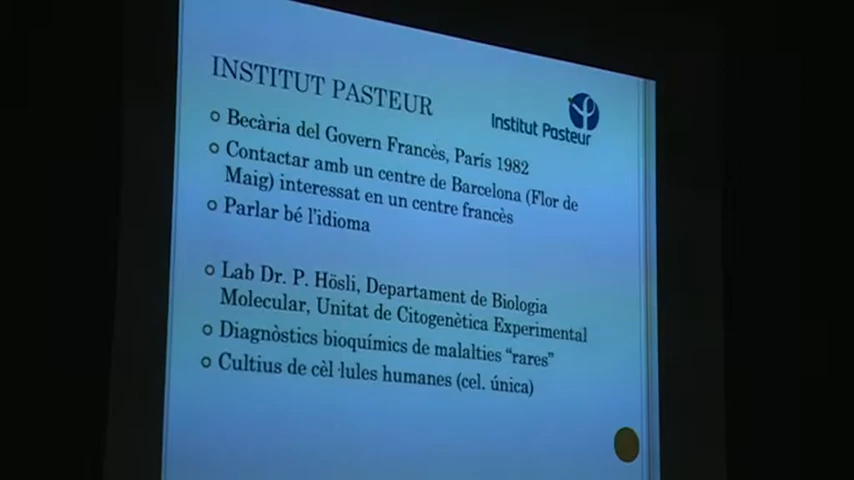 INSTITUT PASTEUR
Institut Pasteur
Becària del Govern Francès, París 1982
Contactar amb un centre de Barcelona (Flor de
Maig) interessat en un centre francès
Parlar bé l'idioma
Lab Dr. P. Hösli, Departament de Biologia
Molecular, Unitat de Citogenètica Experimental
Diagnòstics bioquímics de malalties “rares”
Cultius de cèl·lules humanes (cel. única)